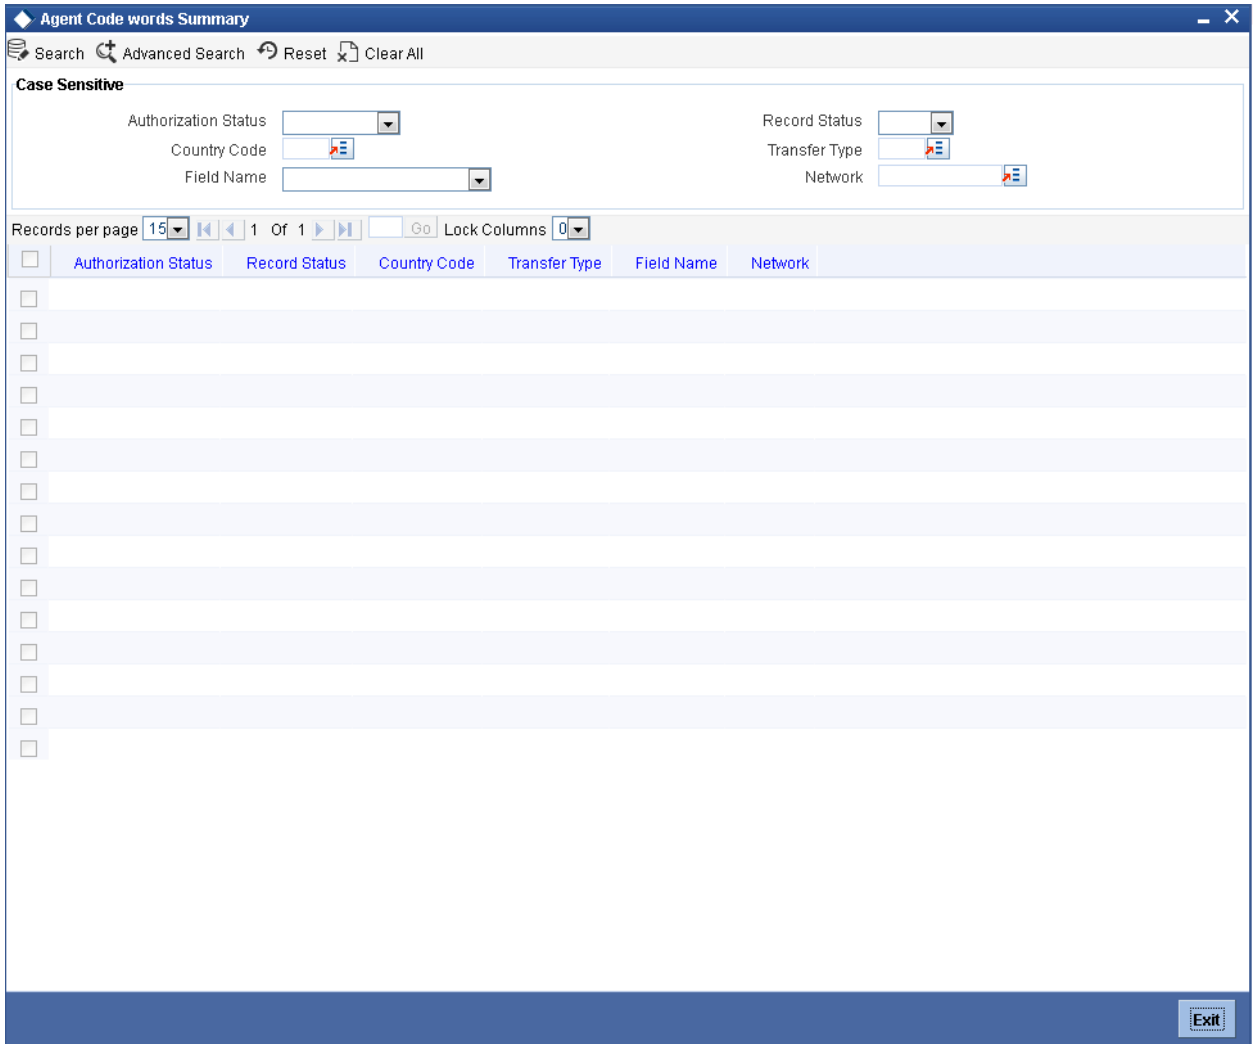 Agent Code words Summary
Search Advanced Search Reset Clear All
Case Sensitive
Authorization Status Record Status
Country Code Transfer Type
Field Name Network
Records per page 15 1 Of 1 Go Lock Columns 0
Authorization Status Record Status Country Code Transfer Type Field Name Network
Exit